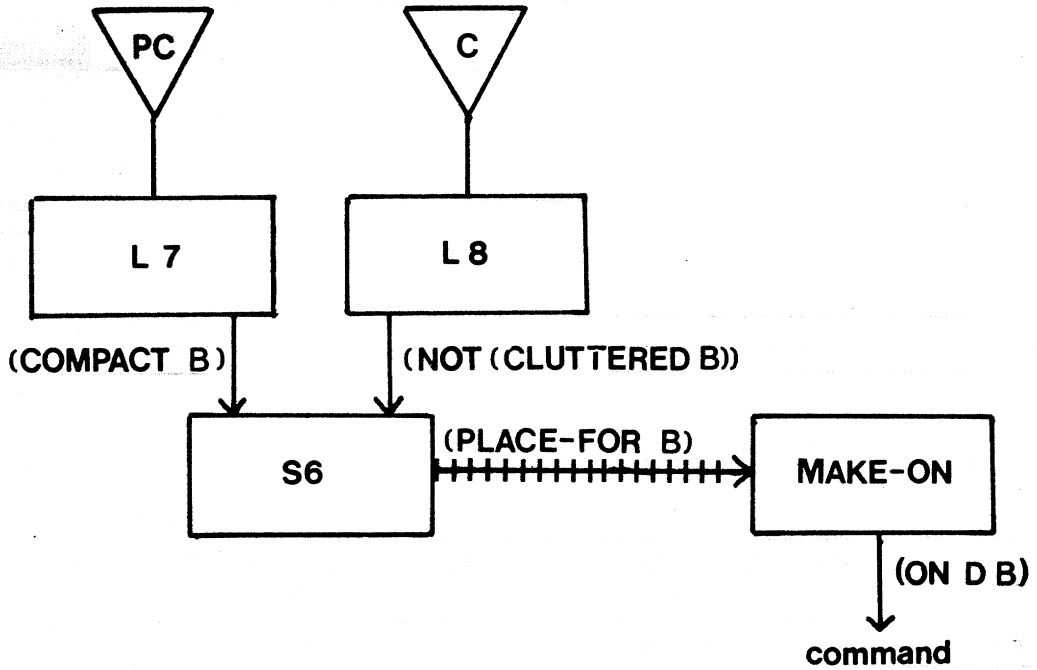 PC
C
L 7
L 8
(COMPACT B)
(NOT (CLUTTERED B))
S6
(PLACE-FOR B)
MAKE-ON
(ON D B)
command